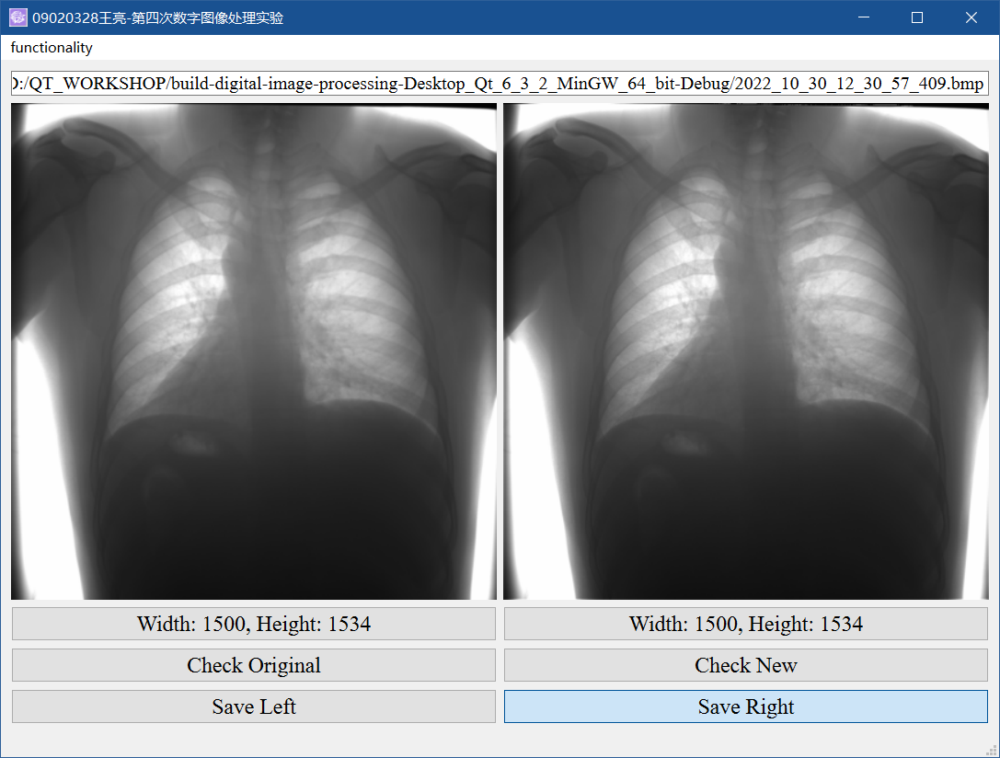 09020328王亮-第四次数字图像处理实验
functionality
:/QT_WORKSHOP/build-digital-image-processing-Desktop_Qt_6_3_2_MinGW_64_bit-Debug/2022_10_30_12_30_57_409.bmp
Width: 1500, Height: 1534
Width: 1500, Height: 1534
Check Original
Check New
Save Left
Save Right